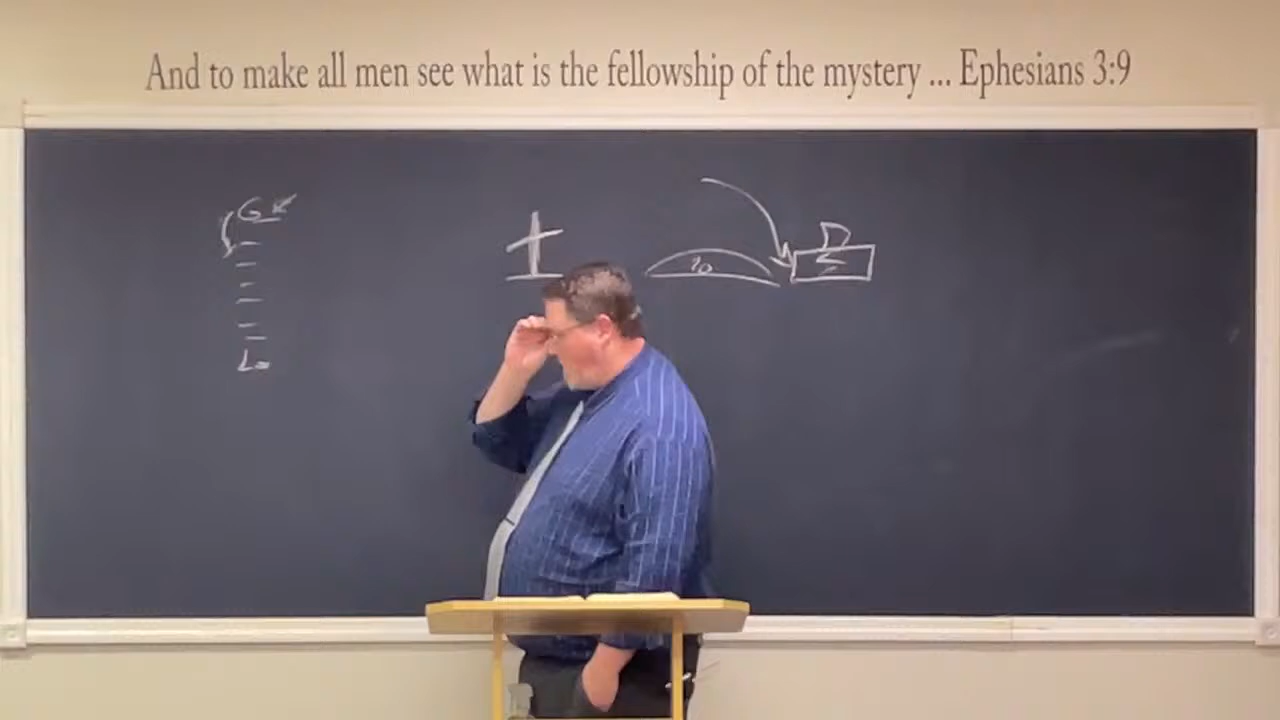 And to make all men see what is the fellowship of the mystery ... Ephesians 3:9
G